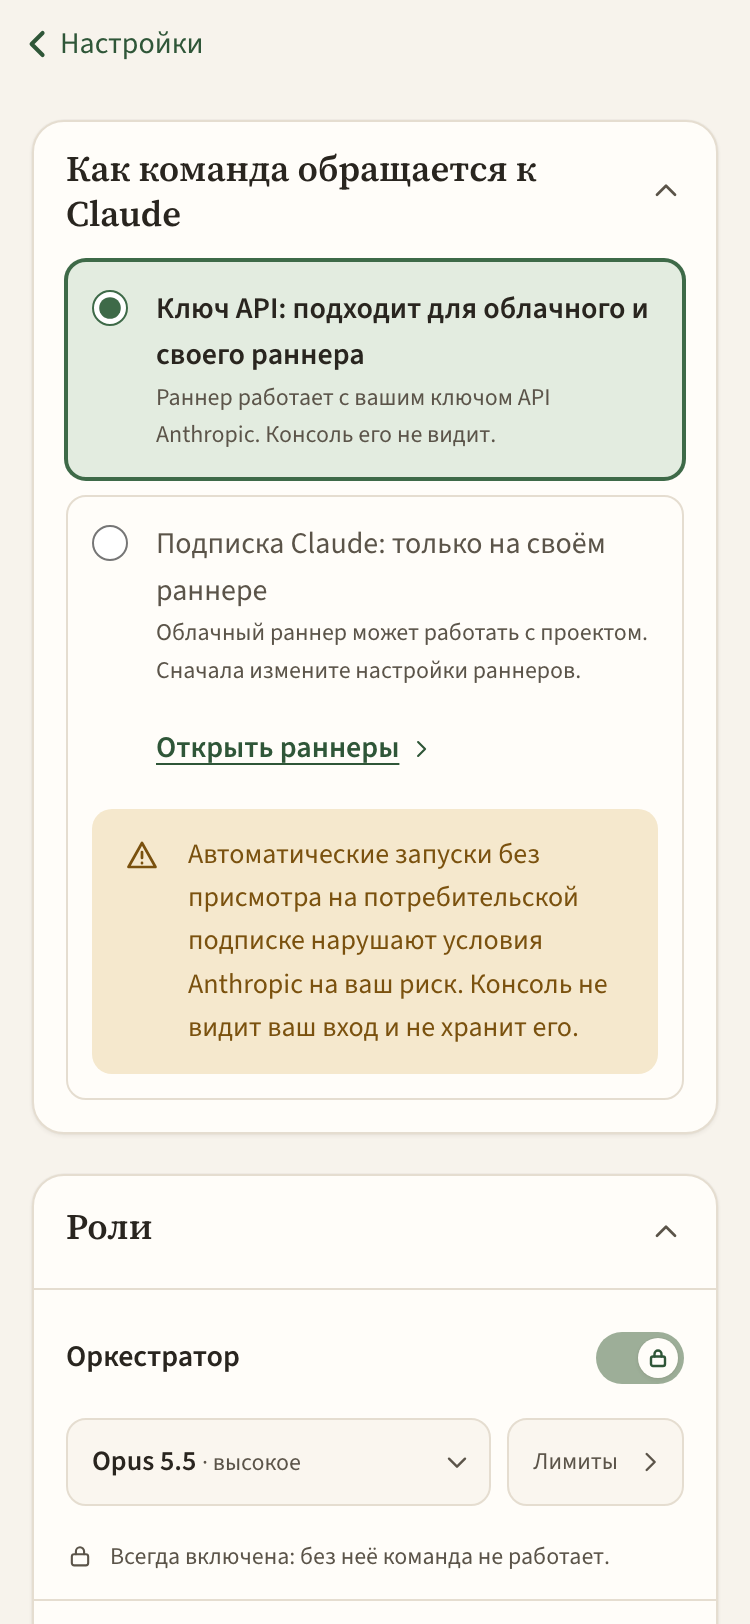 Настройки
Как команда обращается к
Claude
Ключ API: подходит для облачного и
своего раннера
Раннер работает с вашим ключом API
Anthropic. Консоль его не видит.
Подписка Claude: только на своём
раннере
Облачный раннер может работать с проектом.
Сначала измените настройки раннеров.
Открыть раннеры
Автоматические запуски без
присмотра на потребительской
подписке нарушают условия
Anthropic на ваш риск. Консоль не
видит ваш вход и не хранит его.
Роли
Оркестратор
Opus 5.5 · высокое
Лимиты
Всегда включена: без неё команда не работает.